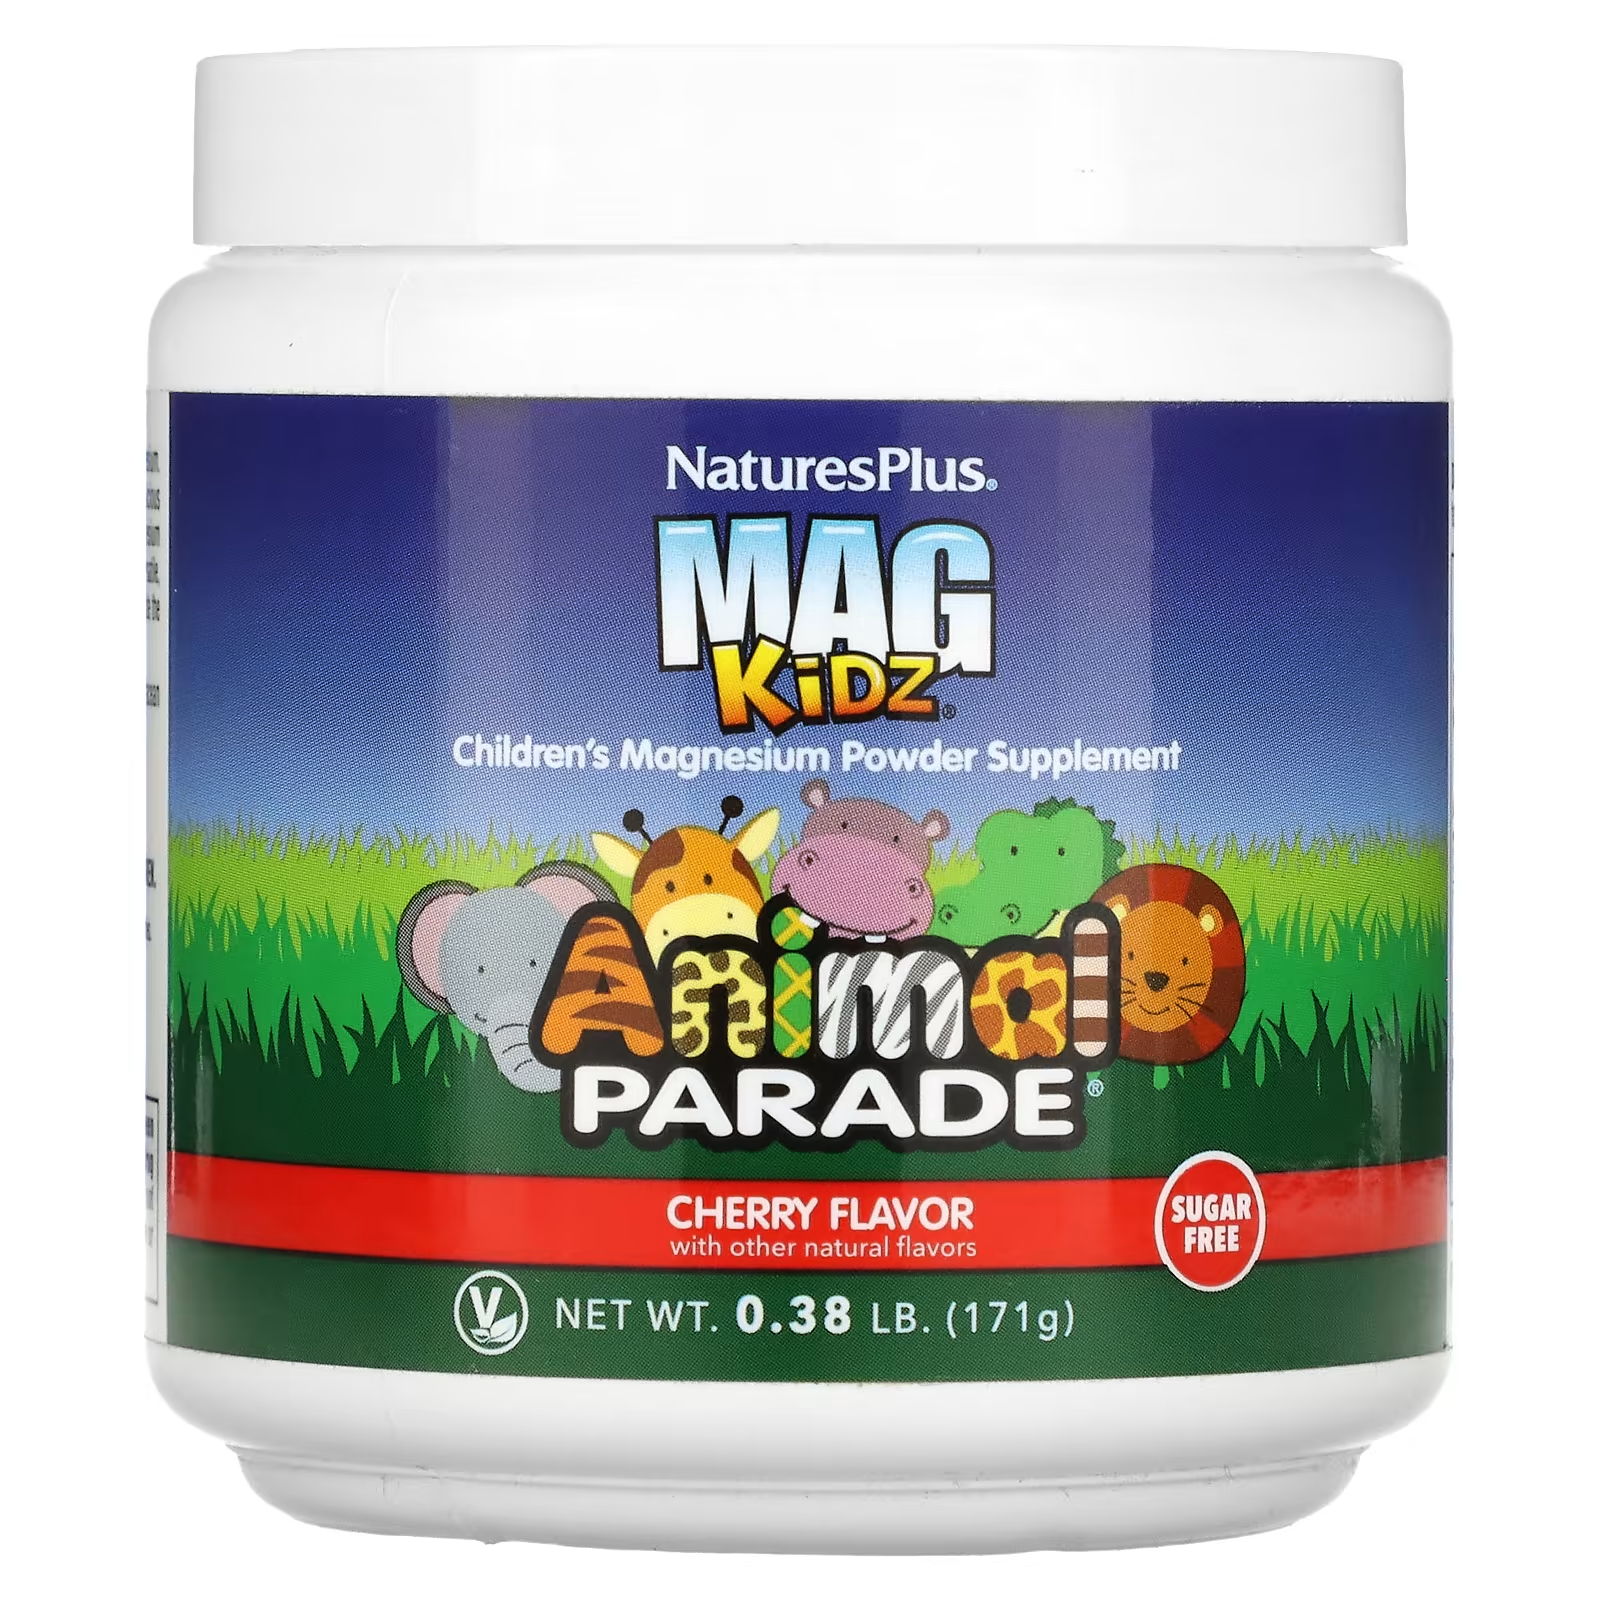 NaturesPlus®
MAG
KiDZ®
Children's Magnesium Powder Supplement
Animal
PARADE®
CHERRY FLAVOR
with other natural flavors
SUGAR
FREE
V
NET WT. 0.38 LB. (171g)